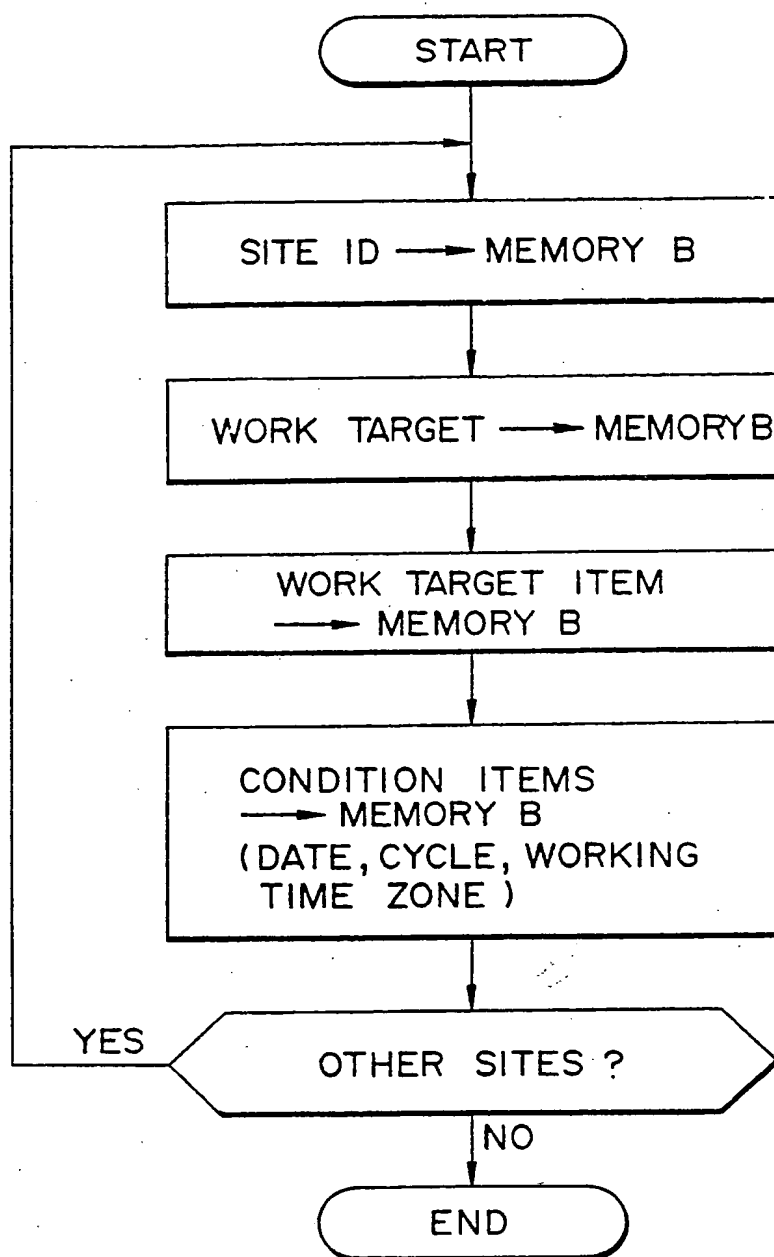 START
SITE ID → MEMORY B
WORK TARGET → MEMORY B
WORK TARGET ITEM
→ MEMORY B
CONDITION ITEMS
→ MEMORY B
(DATE, CYCLE, WORKING
TIME ZONE)
YES
OTHER SITES ?
NO
END